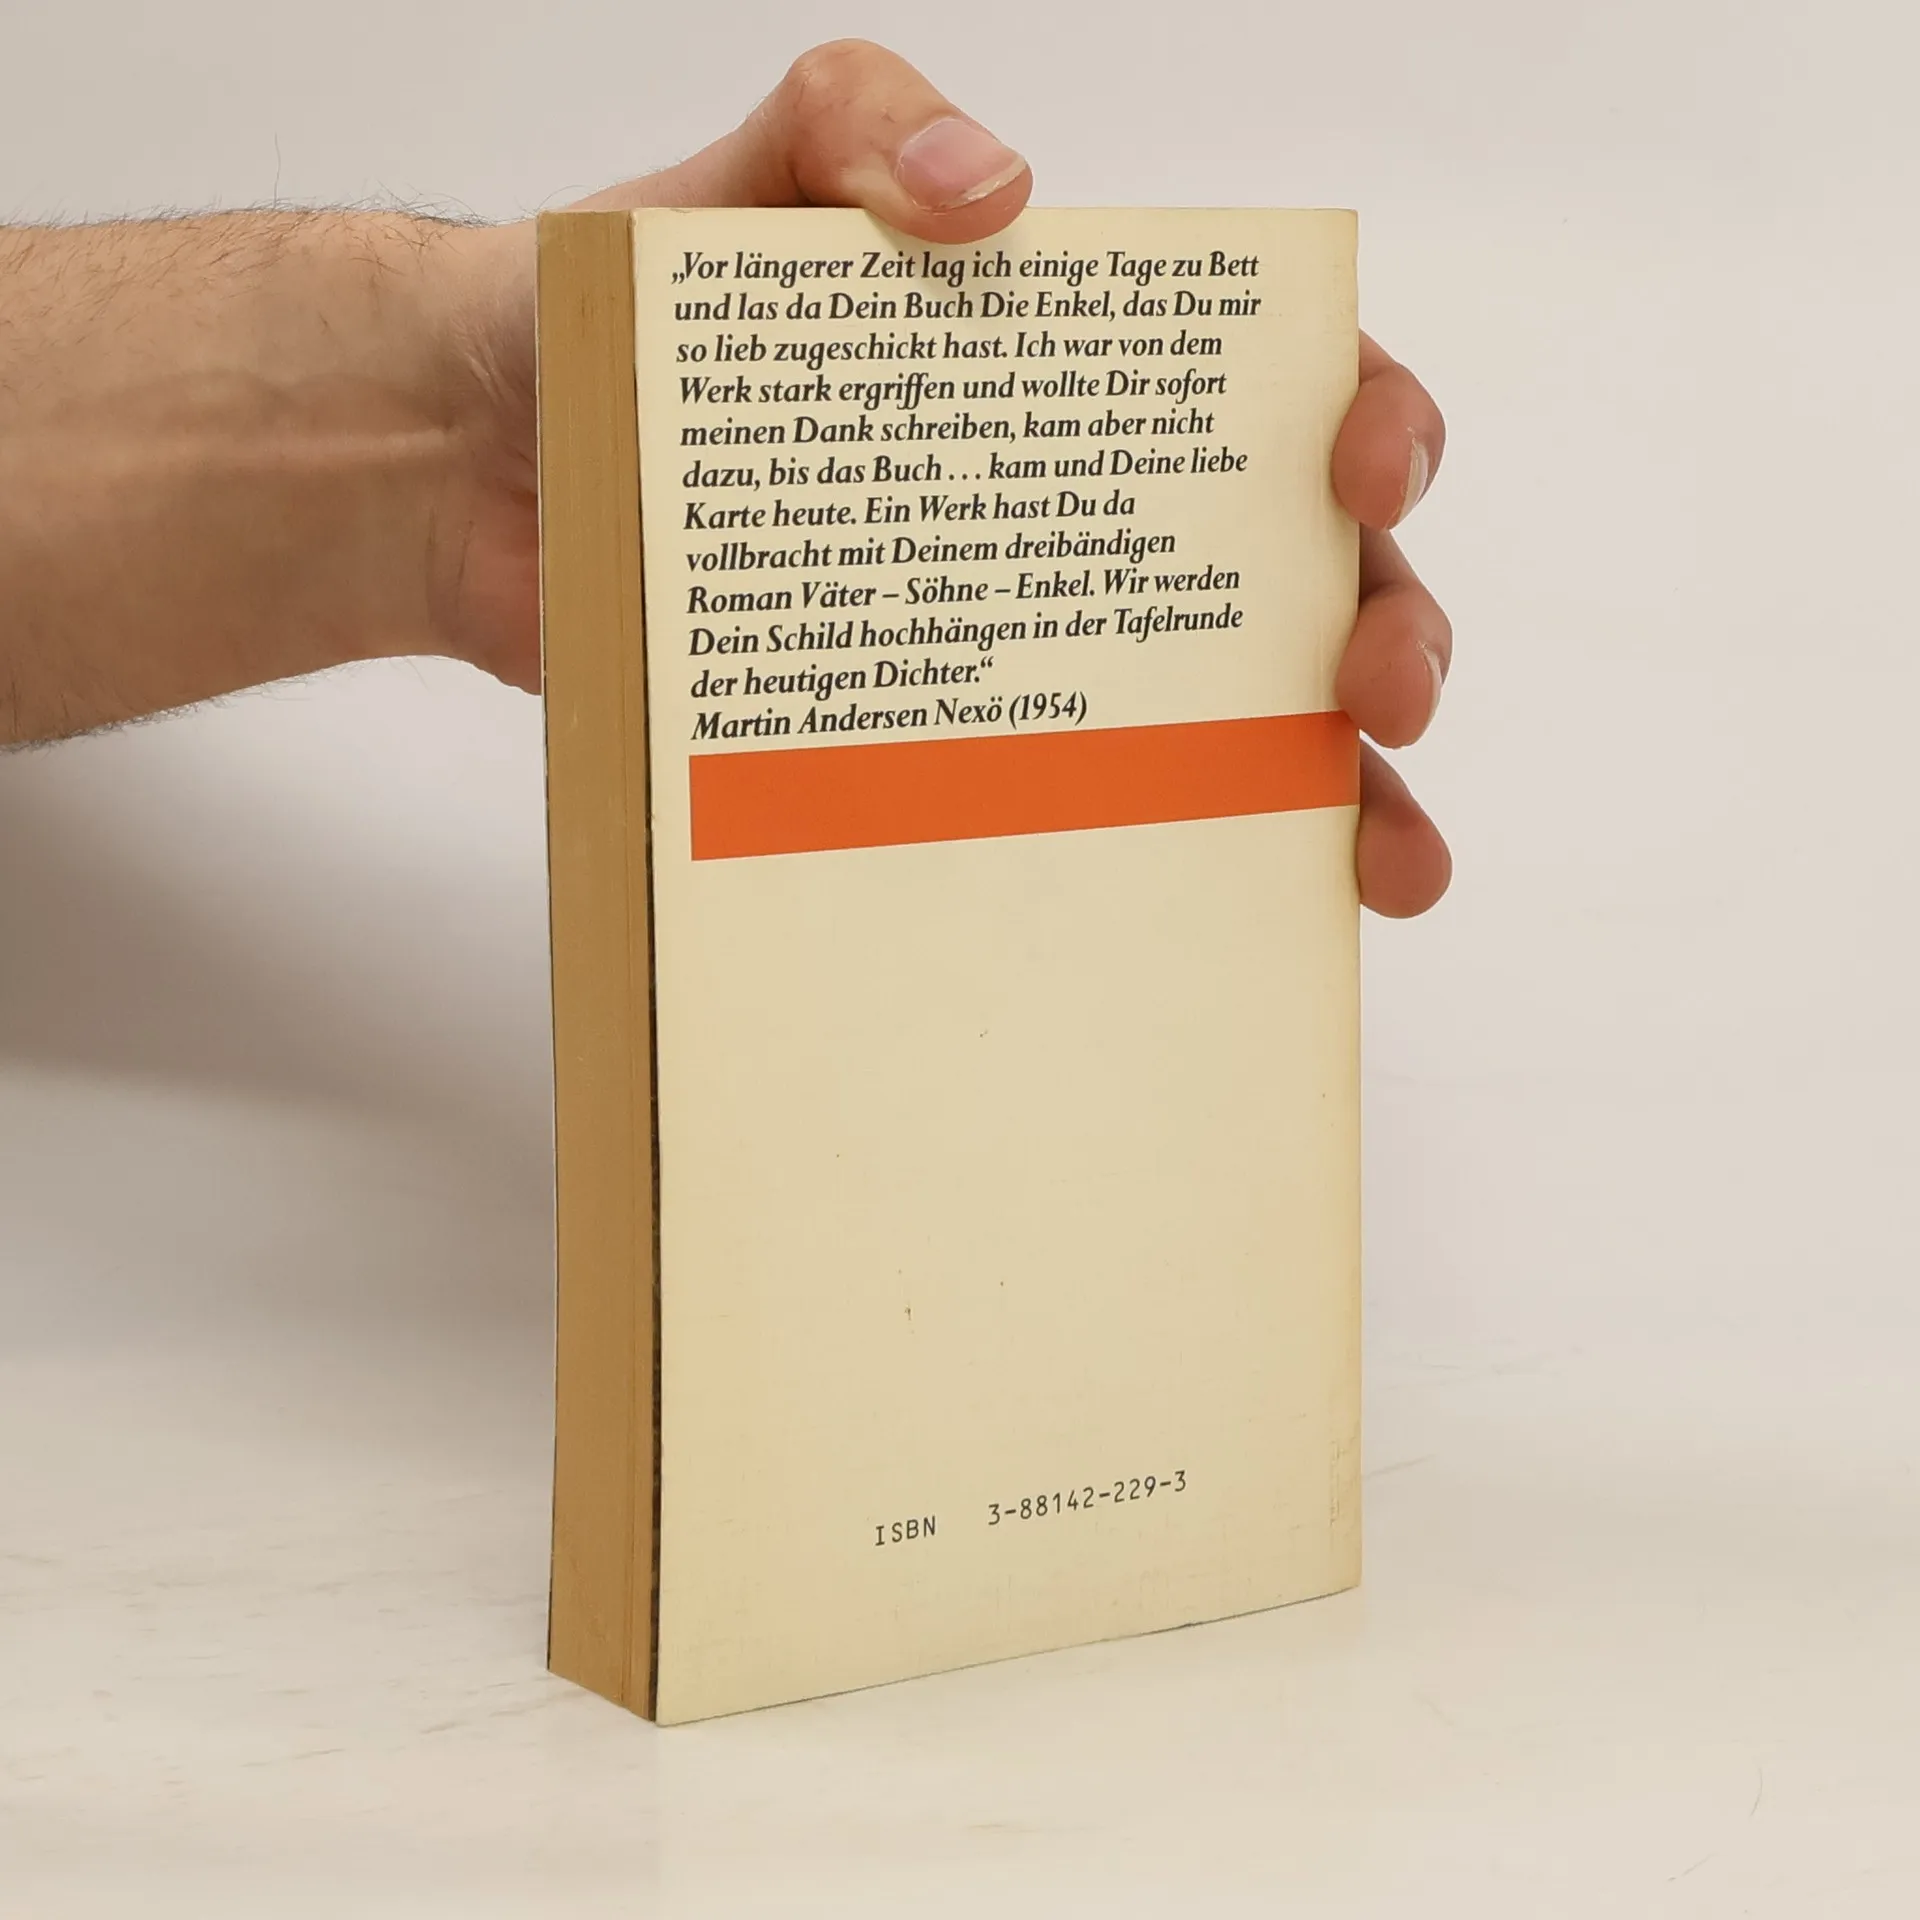 „Vor längerer Zeit lag ich einige Tage zu Bett
und las da Dein Buch Die Enkel, das Du mir
so lieb zugeschickt hast. Ich war von dem
Werk stark ergriffen und wollte Dir sofort
meinen Dank schreiben, kam aber nicht
dazu, bis das Buch . . . kam und Deine liebe
Karte heute. Ein Werk hast Du da
vollbracht mit Deinem dreibändigen
Roman Väter – Söhne – Enkel. Wir werden
Dein Schild hochhängen in der Tafelrunde
der heutigen Dichter.“
Martin Andersen Nexö (1954)
ISBN 3-88142-229-3